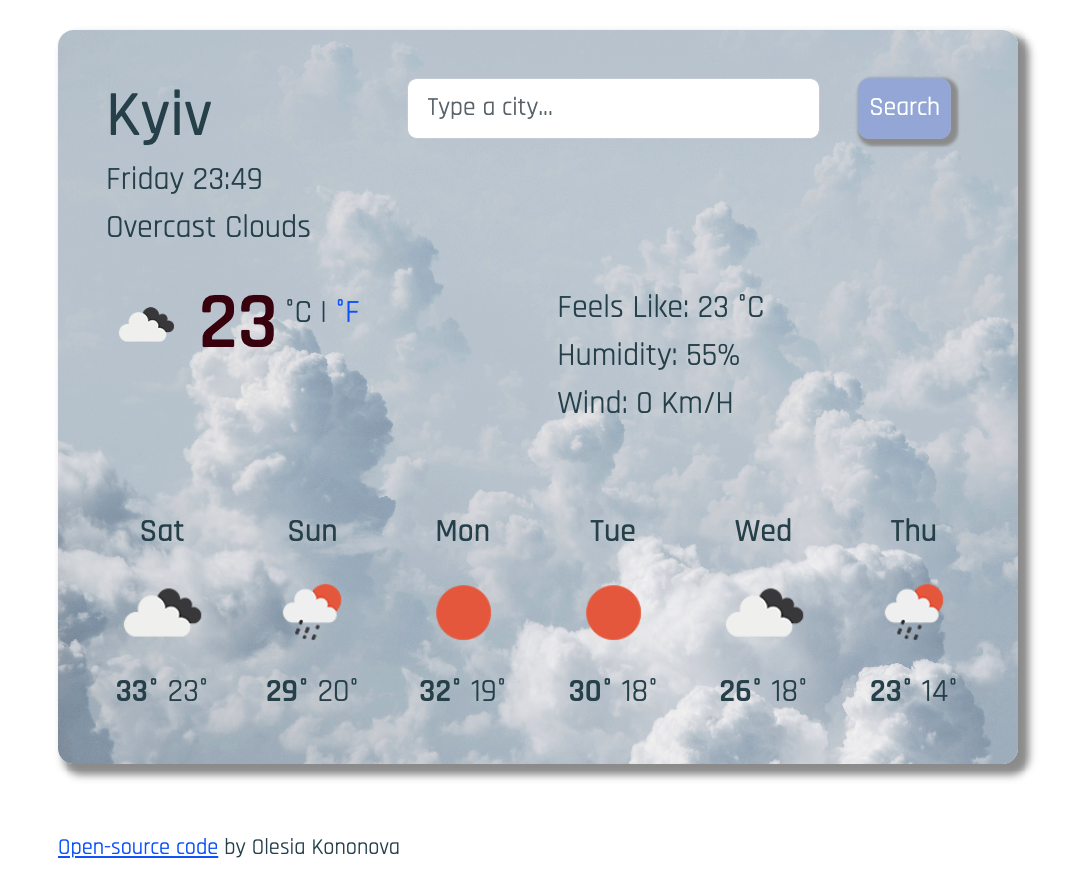 Kyiv
Type a city...
Search
Friday 23:49
Overcast Clouds
23 °C | °F
Feels Like: 23 °C
Humidity: 55%
Wind: 0 Km/H
Sat Sun Mon Tue Wed Thu
33° 23° 29° 20° 32° 19° 30° 18° 26° 18° 23° 14°
Open-source code by Olesia Kononova